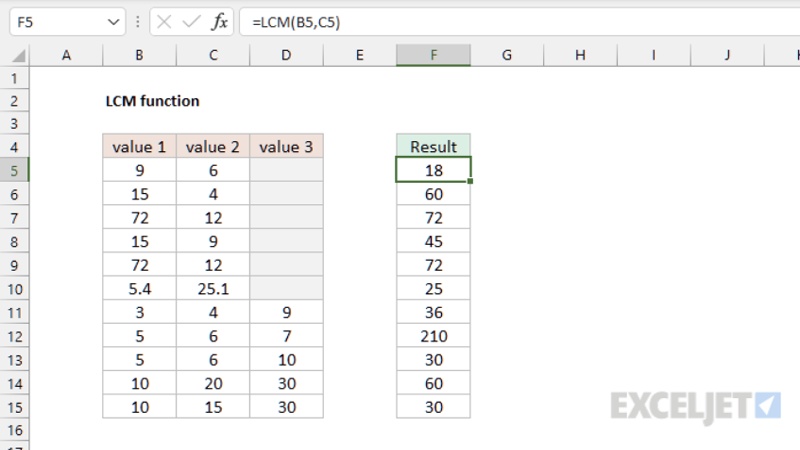 F5 fx =LCM(B5,C5)
A B C D E F G H I J
1
2 LCM function
3
4 value 1 value 2 value 3 Result
5 9 6 18
6 15 4 60
7 72 12 72
8 15 9 45
9 72 12 72
10 5.4 25.1 25
11 3 4 9 36
12 5 6 7 210
13 5 6 10 30
14 10 20 30 60
15 10 15 30 30
16
EXCELJET